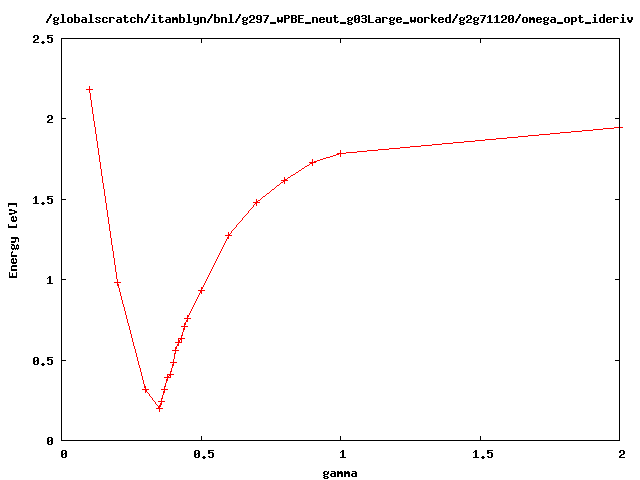 /globalscratch/itamblyn/bnl/g297_wPBE_neut_g03Large_worked/g2g71120/omega_opt_ideriv
2.5
2
1.5
1
0.5
0
Energy [eV]
0 0.5 1 1.5 2
gamma